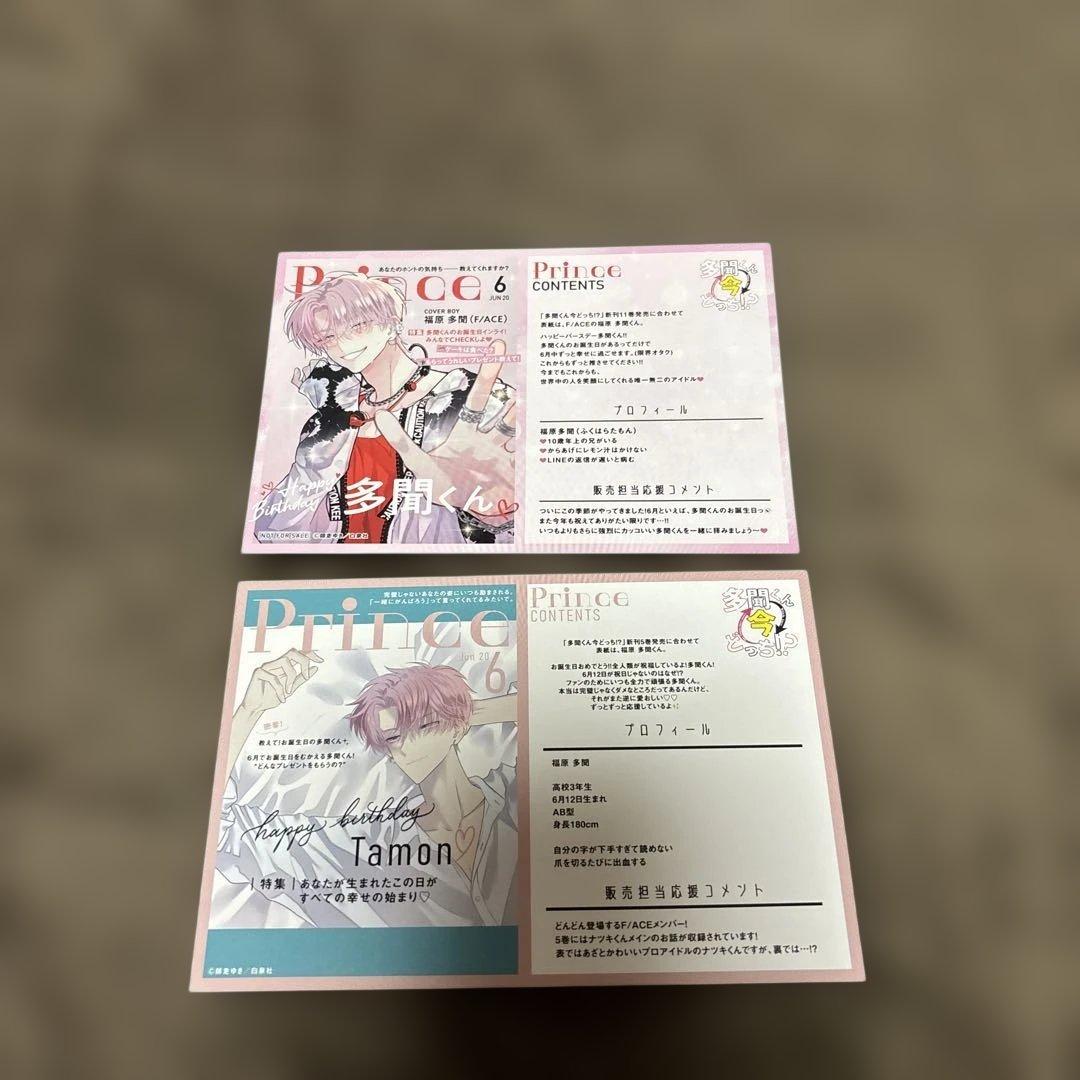 あなたのホントの気持ち――教えてくれますか?
Prince
6
JUN 20
COVER BOY
福原 多聞(F/ACE)
特集 多聞くんのお誕生日インライ!
みんなでCHECKしよ♥
ケーキは食べた?
もらってうれしいプレゼント教えて!
Happy
Birthday
多聞くん
NOT FOR SALE ©師走ゆき/白泉社
Prince
CONTENTS
多聞くん
今
どっち!?
「多聞くん今どっち!?」新刊11巻発売に合わせて
表紙は、F/ACEの福原 多聞くん。
ハッピーバースデー多聞くん!!
多聞くんのお誕生日があるってだけで
6月中ずっと幸せに過ごせます。(限界オタク)
これからもずっと推させてください!!
今までもこれからも、
世界中の人を笑顔にしてくれる唯一無二のアイドル♥
プロフィール
福原多聞(ふくはらたもん)
♥10歳年上の兄がいる
♥からあげにレモン汁はかけない
♥LINEの返信が遅いと病む
販売担当応援コメント
ついにこの季節がやってきました!6月といえば、多聞くんのお誕生日っ
また今年も祝えてありがたい限りです…!!
いつもよりもさらに強烈にカッコいい多聞くんを一緒に拝みましょう〜♥
完璧じゃないあなたの姿にいつも励まされる。
「一緒にがんばろう」って言ってくれてるみたいで。
Prince
Jun 20
6
密着!
教えて!お誕生日の多聞くん
6月でお誕生日をむかえる多聞くん!
"どんなプレゼントをもらうの?"
happy birthday
Tamon♡
|特集|あなたが生まれたこの日が
すべての幸せの始まり♡
©師走ゆき/白泉社
Prince
CONTENTS
多聞くん
今
どっち!?
「多聞くん今どっち!?」新刊5巻発売に合わせて
表紙は、福原 多聞くん。
お誕生日おめでとう!!全人類が祝福しているよ!多聞くん!
6月12日が祝日じゃないのはなぜ!?
ファンのためにいつも全力で頑張る多聞くん。
本当は完璧じゃなくダメなところだってあるんだけど、
それがまた逆に愛おしい♡♡
ずっとずっと応援しているよ
プロフィール
福原 多聞
高校3年生
6月12日生まれ
AB型
身長180cm
自分の字が下手すぎて読めない
爪を切るたびに出血する
販売担当応援コメント
どんどん登場するF/ACEメンバー!
5巻にはナツキくんメインのお話が収録されています!
表ではあざとかわいいプロアイドルのナツキくんですが、裏では…!?